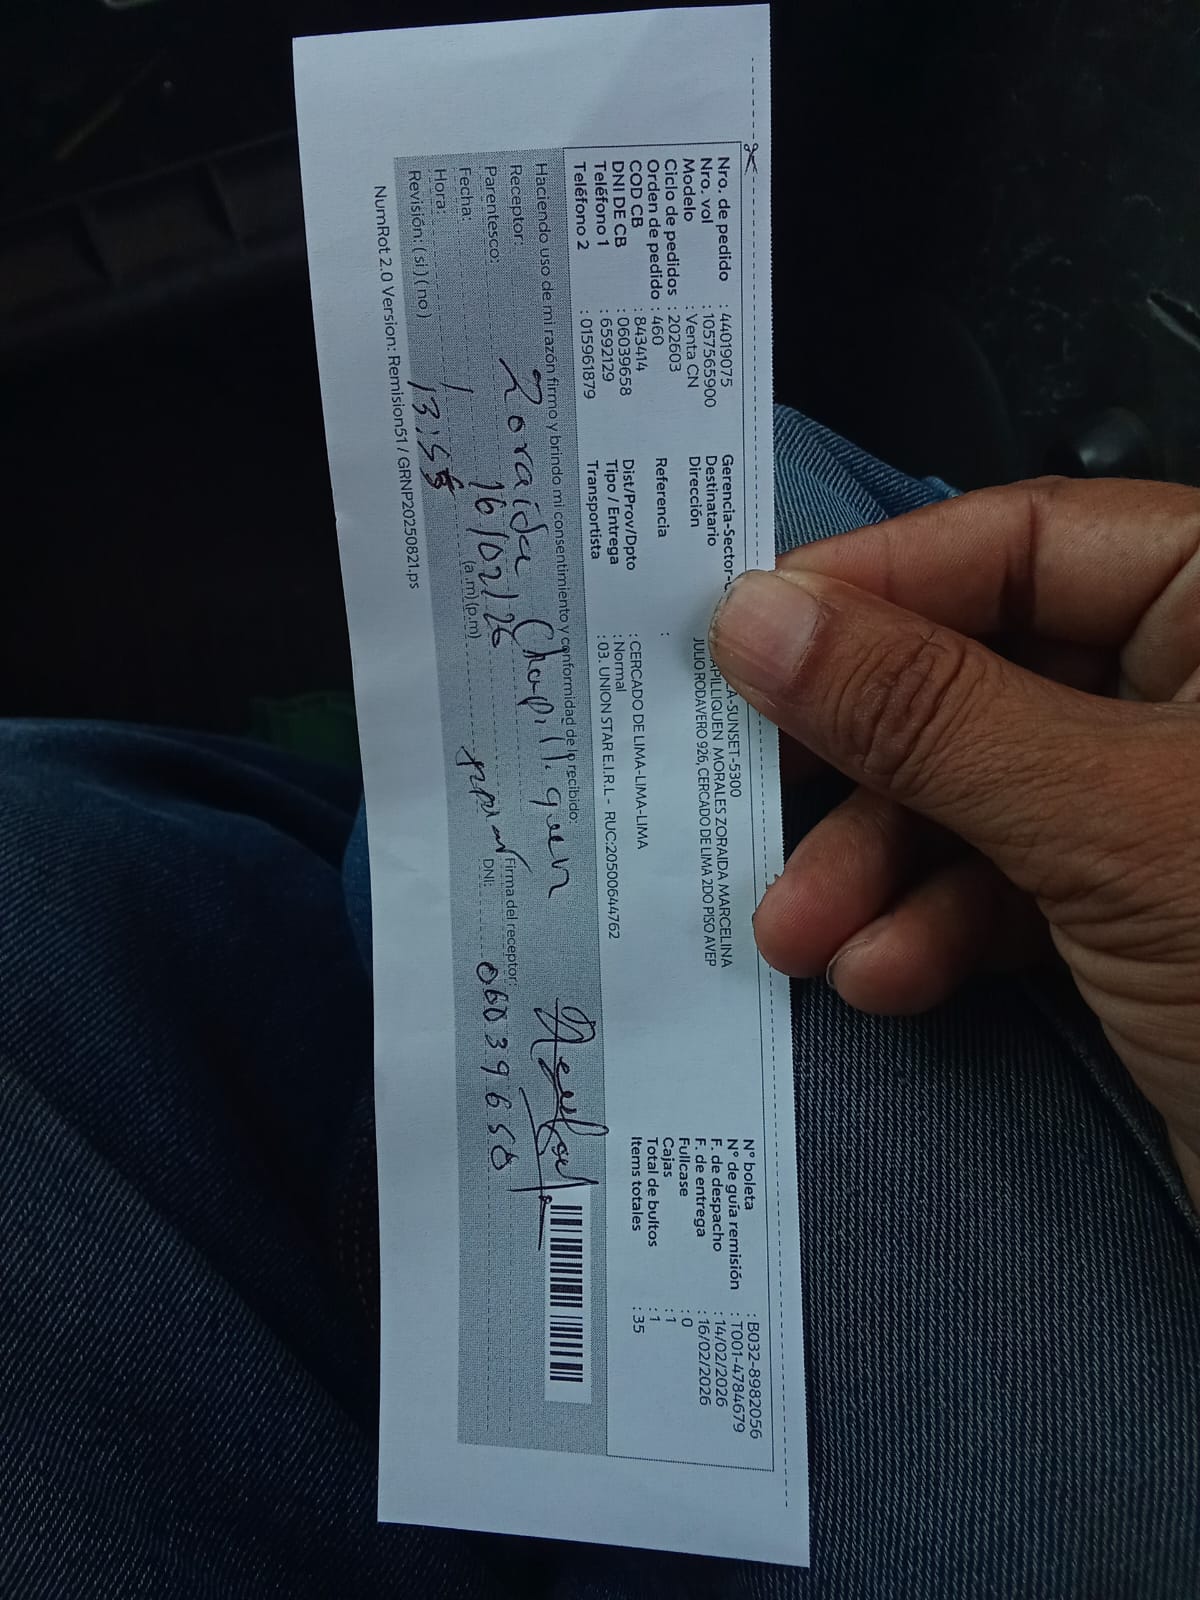 Nro. de pedido : 44019075
Nro. vol : 1057565900
Modelo : Venta CN
Ciclo de pedidos : 202603
Orden de pedido : 460
COD CB : 843414
DNI DE CB : 06039658
Teléfono 1 : 6592129
Teléfono 2 : 015961879
Gerencia-Sector- A-SUNSET-5300
Destinatario APILLIQUEN MORALES ZORAIDA MARCELINA
Dirección JULIO RODAVERO 926, CERCADO DE LIMA 2DO PISO AVEP
Referencia :
Dist/Prov/Dpto : CERCADO DE LIMA-LIMA-LIMA
Tipo / Entrega : Normal
Transportista : 03. UNION STAR E.I.R.L - RUC:20500644762
N° boleta : B032-8982056
N° de guía remisión : T001-4784679
F. de despacho : 14/02/2026
F. de entrega : 16/02/2026
Fullcase : 0
Cajas : 1
Total de bultos : 1
Items totales : 35
Haciendo uso de mi razón firmo y brindo mi consentimiento y conformidad de lo recibido:
Receptor: Zoraida Chapilliquen
Parentesco:
Firma del receptor:
Fecha: 16/02/26
DNI: 06039658
Hora: 13:55 (a.m) (p.m)
Revisión: ( si ) ( no )
NumRot 2.0 Version: Remision51 / GRNP20250821.ps